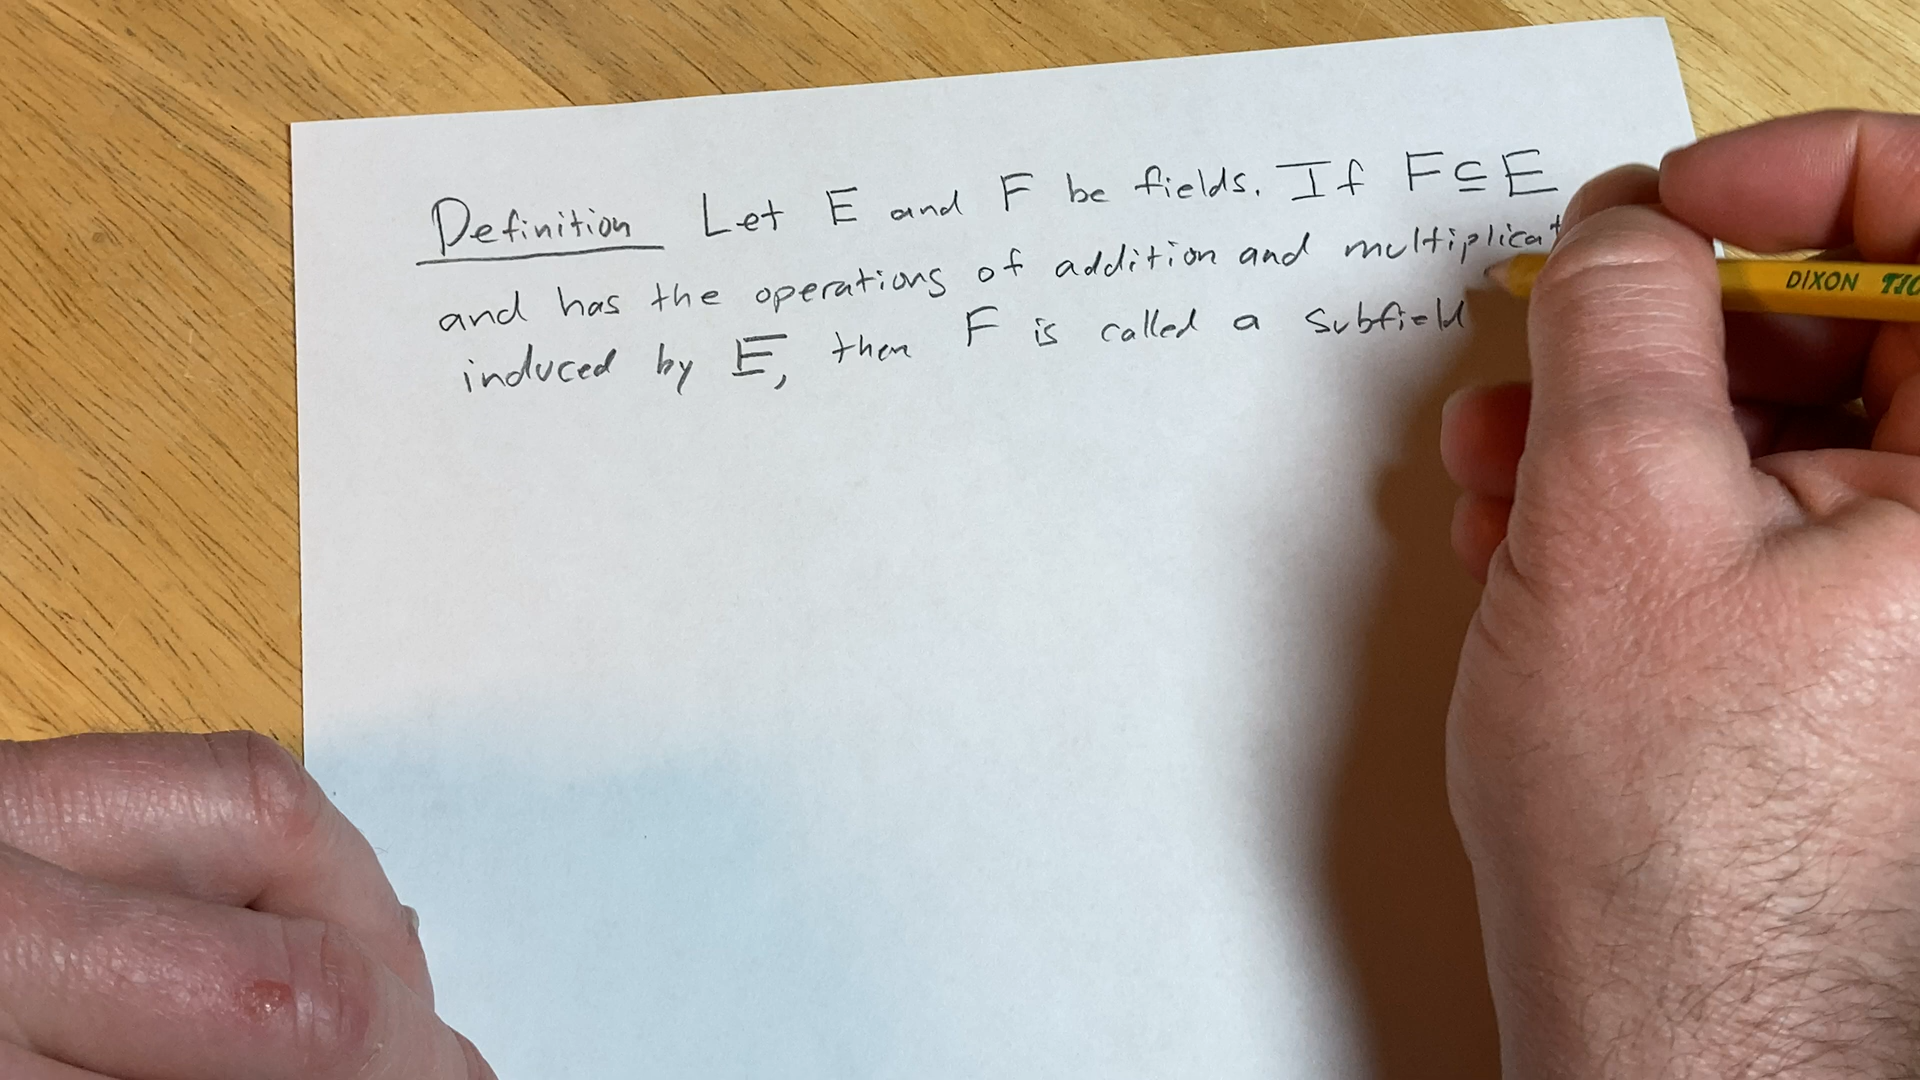 Definition Let E and F be fields. If F ⊆ E
and has the operations of addition and multiplicat
induced by E, then F is called a subfield
DIXON